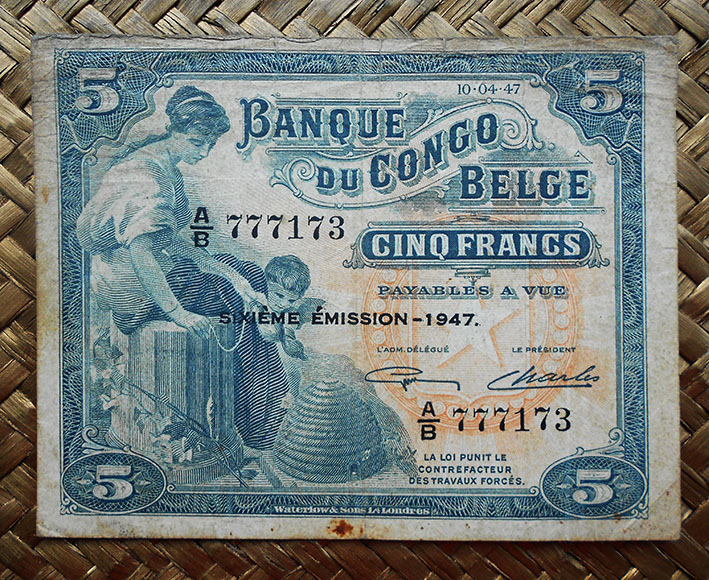 5 5
10-04-47
BANQUE
DU CONGO
BELGE
A/B 777173
CINQ FRANCS
PAYABLES A VUE
SIXIÈME ÉMISSION-1947.
L'ADM. DÉLÉGUÉ LE PRÉSIDENT
Charles
A/B 777173
LA LOI PUNIT LE
CONTREFACTEUR
DES TRAVAUX FORCÉS.
5 5
Waterlow & Sons Ld Londres